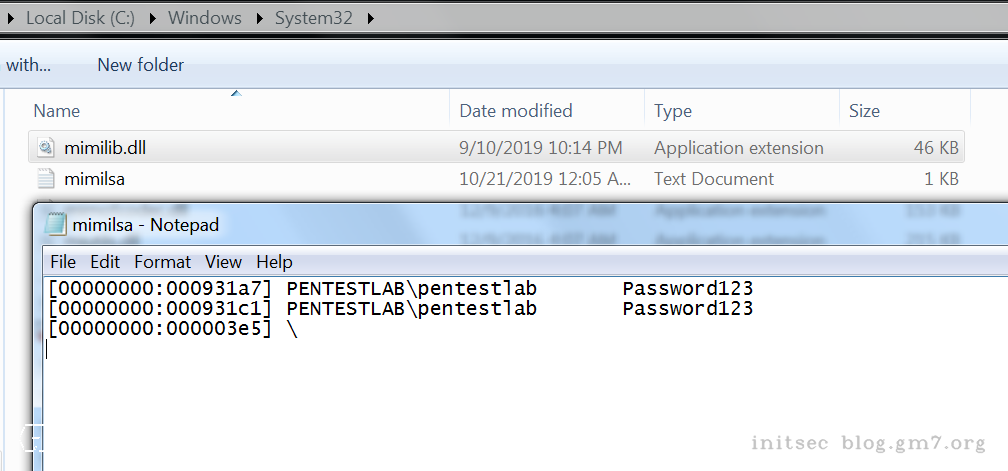 Local Disk (C:) Windows System32
with... New folder
Name Date modified Type Size
mimilib.dll 9/10/2019 10:14 PM Application extension 46 KB
mimilsa 10/21/2019 12:05 A... Text Document 1 KB
mimilsa - Notepad
File Edit Format View Help
[00000000:000931a7] PENTESTLAB\pentestlab Password123
[00000000:000931c1] PENTESTLAB\pentestlab Password123
[00000000:000003e5] \
initsec blog.gm7.org